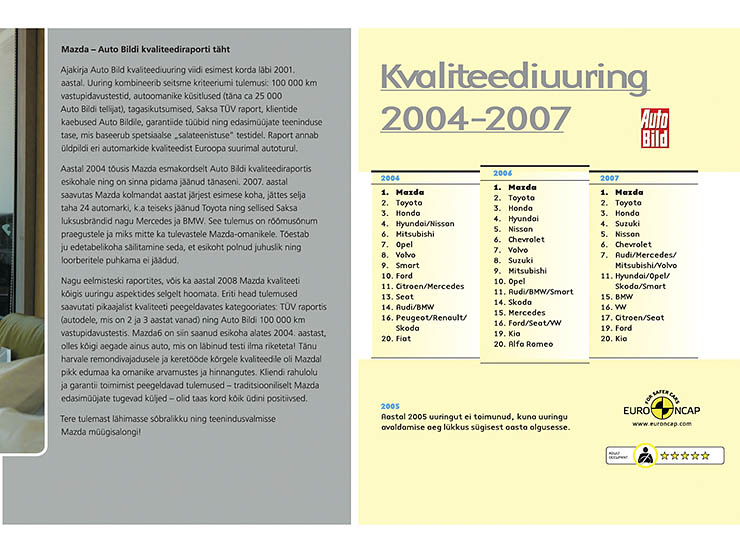 Mazda – Auto Bildi kvaliteediraporti täht
Ajakirja Auto Bild kvaliteediuuring viidi esimest korda läbi 2001.
aastal. Uuring kombineerib seitsme kriteeriumi tulemusi: 100 000 km
vastupidavustestid, autoomanike küsitlused (täna ca 25 000
Auto Bildi tellijat), tagasikutsumised, Saksa TÜV raport, klientide
kaebused Auto Bildile, garantiide tüübid ning edasimüüjate teeninduse
tase, mis baseerub spetsiaalse „salateenistuse” testidel. Raport annab
üldpildi eri automarkide kvaliteedist Euroopa suurimal autoturul.
Aastal 2004 tõusis Mazda esmakordselt Auto Bildi kvaliteediraportis
esikohale ning on sinna pidama jäänud tänaseni. 2007. aastal
saavutas Mazda kolmandat aastat järjest esimese koha, jättes selja
taha 24 automarki, k.a teiseks jäänud Toyota ning sellised Saksa
luksusbrändid nagu Mercedes ja BMW. See tulemus on rõõmusõnum
praegustele ja miks mitte ka tulevastele Mazda-omanikele. Tõestab
ju edetabelikoha säilitamine seda, et esikoht polnud juhuslik ning
loorberitele puhkama ei jäädud.
Nagu eelmisteski raportites, võis ka aastal 2008 Mazda kvaliteeti
kõigis uuringu aspektides selgelt hoomata. Eriti head tulemused
saavutati pikaajalist kvaliteeti peegeldavates kategooriates: TÜV raportis
(autodele, mis on 2 ja 3 aastat vanad) ning Auto Bildi 100 000 km
vastupidavustestis. Mazda6 on siin saanud esikoha alates 2004. aastast,
olles kõigi aegade ainus auto, mis on läbinud testi ilma riketeta! Tänu
harvale remondivajadusele ja keretööde kõrgele kvaliteedile oli Mazdal
pikk edumaa ka omanike arvamustes ja hinnangutes. Kliendi rahulolu
ja garantii toimimist peegeldavad tulemused – traditsiooniliselt Mazda
edasimüüjate tugevad küljed – olid taas kord kõik üdini positiivsed.
Tere tulemast lähimasse sõbralikku ning teenindusvalmisse
Mazda müügisalongi!
Kvaliteediuuring
2004–2007
Auto
Bild
2004
1. Mazda
2. Toyota
3. Honda
4. Hyundai/Nissan
6. Mitsubishi
7. Opel
8. Volvo
9. Smart
10. Ford
11. Citroen/Mercedes
13. Seat
14. Audi/BMW
16. Peugeot/Renault/
Skoda
20. Fiat
2006
1. Mazda
2. Toyota
3. Honda
4. Hyundai
5. Nissan
6. Chevrolet
7. Volvo
8. Suzuki
9. Mitsubishi
10. Opel
11. Audi/BMW/Smart
14. Skoda
15. Mercedes
16. Ford/Seat/VW
19. Kia
20. Alfa Romeo
2007
1. Mazda
2. Toyota
3. Honda
4. Suzuki
5. Nissan
6. Chevrolet
7. Audi/Mercedes/
Mitsubishi/Volvo
11. Hyundai/Opel/
Skoda/Smart
15. BMW
16. VW
17. Citroen/Seat
19. Ford
20. Kia
2005
Aastal 2005 uuringut ei toimunud, kuna uuringu
avaldamise aeg lükkus sügisest aasta algusesse.
FOR SAFER CARS
EURO NCAP
www.euroncap.com
ADULT
OCCUPANT